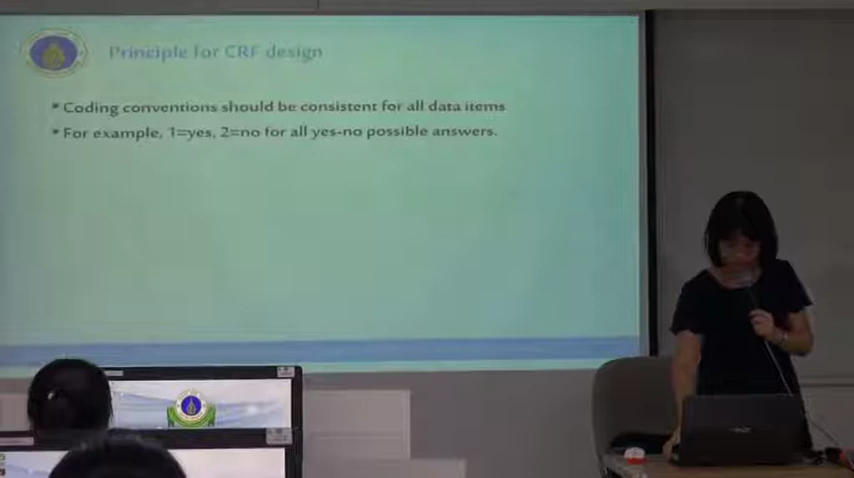 Principle for CRF design
* Coding conventions should be consistent for all data items
* For example, 1=yes, 2=no for all yes-no possible answers.